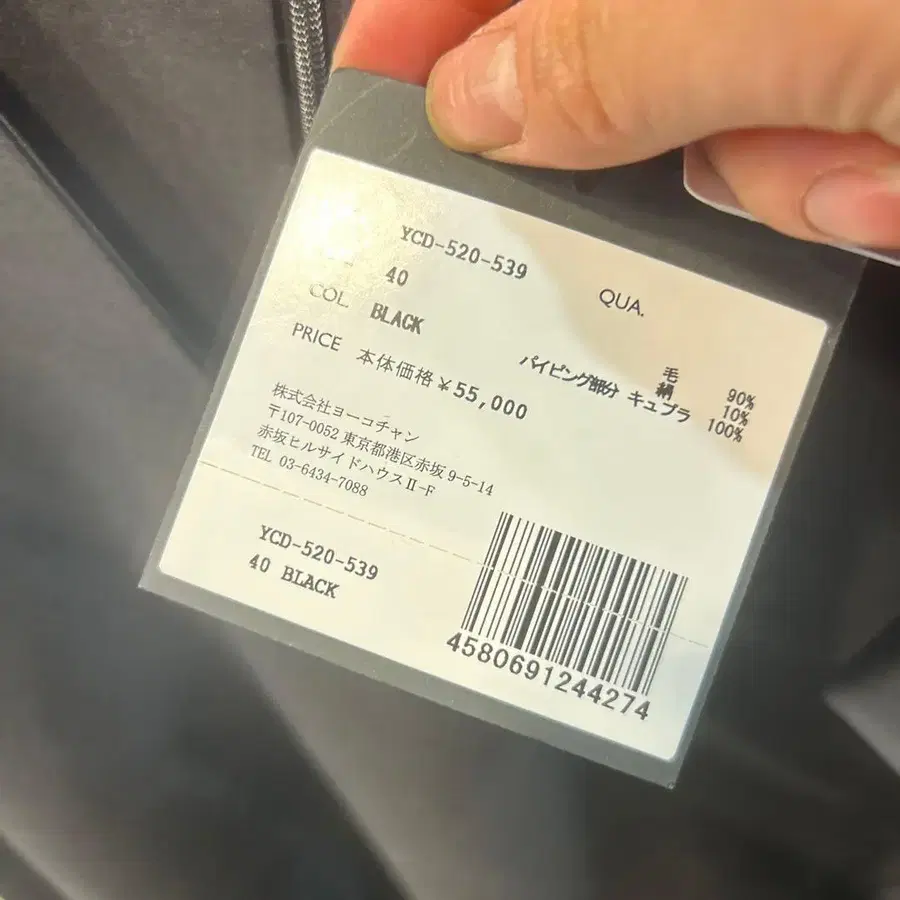 YCD-520-539
40
COL. BLACK
PRICE 本体価格￥55,000
QUA.
毛 90%
絹 10%
パイピング部分 キュプラ 100%
株式会社ヨーコチャン
〒107-0052 東京都港区赤坂 9-5-14
赤坂ヒルサイドハウスⅡ-F
TEL 03-6434-7088
YCD-520-539
40 BLACK
4580691244274